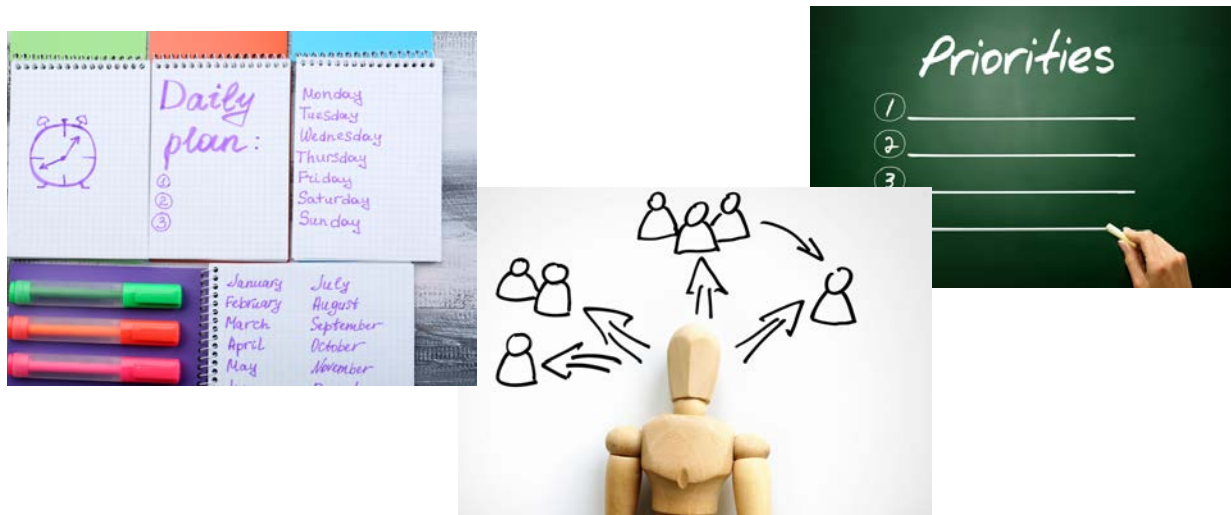 Daily
plan:
1
2
3
Monday
Tuesday
Wednesday
Thursday
Friday
Saturday
Sunday
January
February
March
April
May
July
August
September
October
November
Priorities
1
2
3